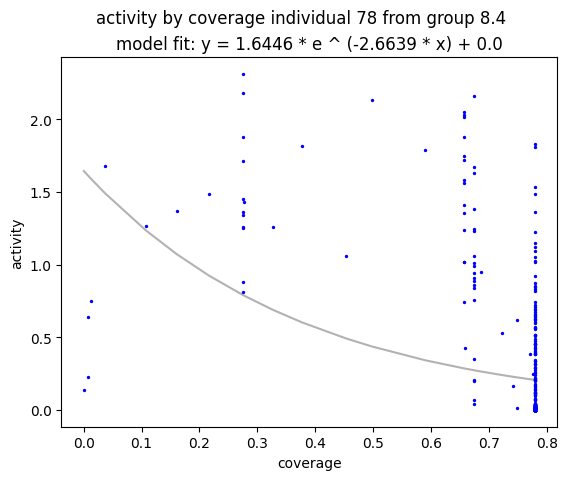 activity by coverage individual 78 from group 8.4
model fit: y = 1.6446 * e ^ (-2.6639 * x) + 0.0
activity
2.0
1.5
1.0
0.5
0.0
0.0 0.1 0.2 0.3 0.4 0.5 0.6 0.7 0.8
coverage